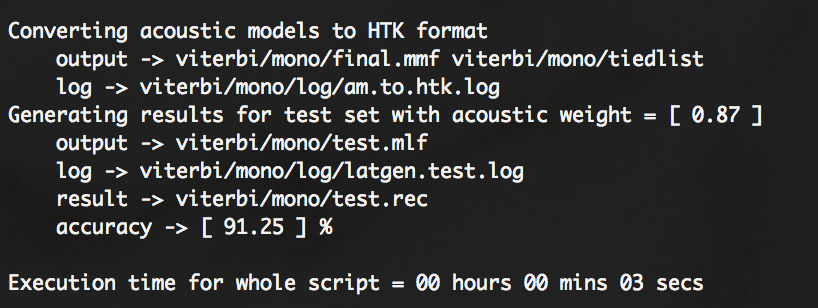 Converting acoustic models to HTK format
output -> viterbi/mono/final.mmf viterbi/mono/tiedlist
log -> viterbi/mono/log/am.to.htk.log
Generating results for test set with acoustic weight = [ 0.87 ]
output -> viterbi/mono/test.mlf
log -> viterbi/mono/log/latgen.test.log
result -> viterbi/mono/test.rec
accuracy -> [ 91.25 ] %
Execution time for whole script = 00 hours 00 mins 03 secs